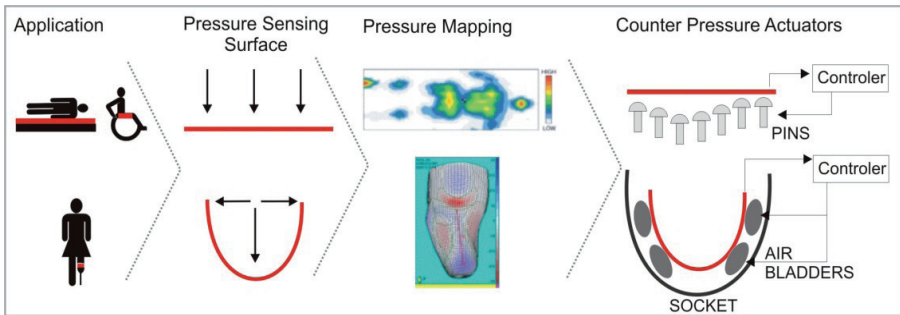 Application
Pressure Sensing
Surface
Pressure Mapping
Counter Pressure Actuators
HIGH
LOW
Controler
PINS
Controler
AIR
BLADDERS
SOCKET